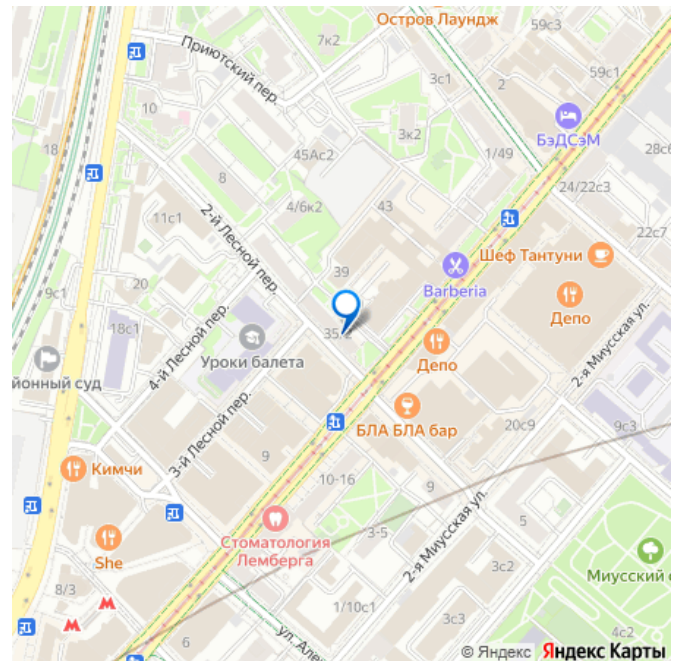 Остров Лаундж
59с3
7к2
Приютский пер.
3с1
2
59с1
10
3к2
БэДСэМ
18
45Ас2
1/49
28с6
8
24/22с3
2-й Лесной пер.
4/6к2
43
11с1
22с7
Шеф Тантуни
39
20
9с1
Barberia
Депо
18с1
4-й Лесной пер.
Уроки балета
2-я Миусская ул.
йонный суд
Депо
3-й Лесной пер.
БЛА БЛА бар
20с9
9с3
Кимчи
9
10-16
9
2-я Миусская ул.
5
She
Стоматология
Лемберга
3-5
3с2
Миусский
8/3
1/10с1
3с3
4с2
6
ул. Але
© Яндекс Яндекс Карты